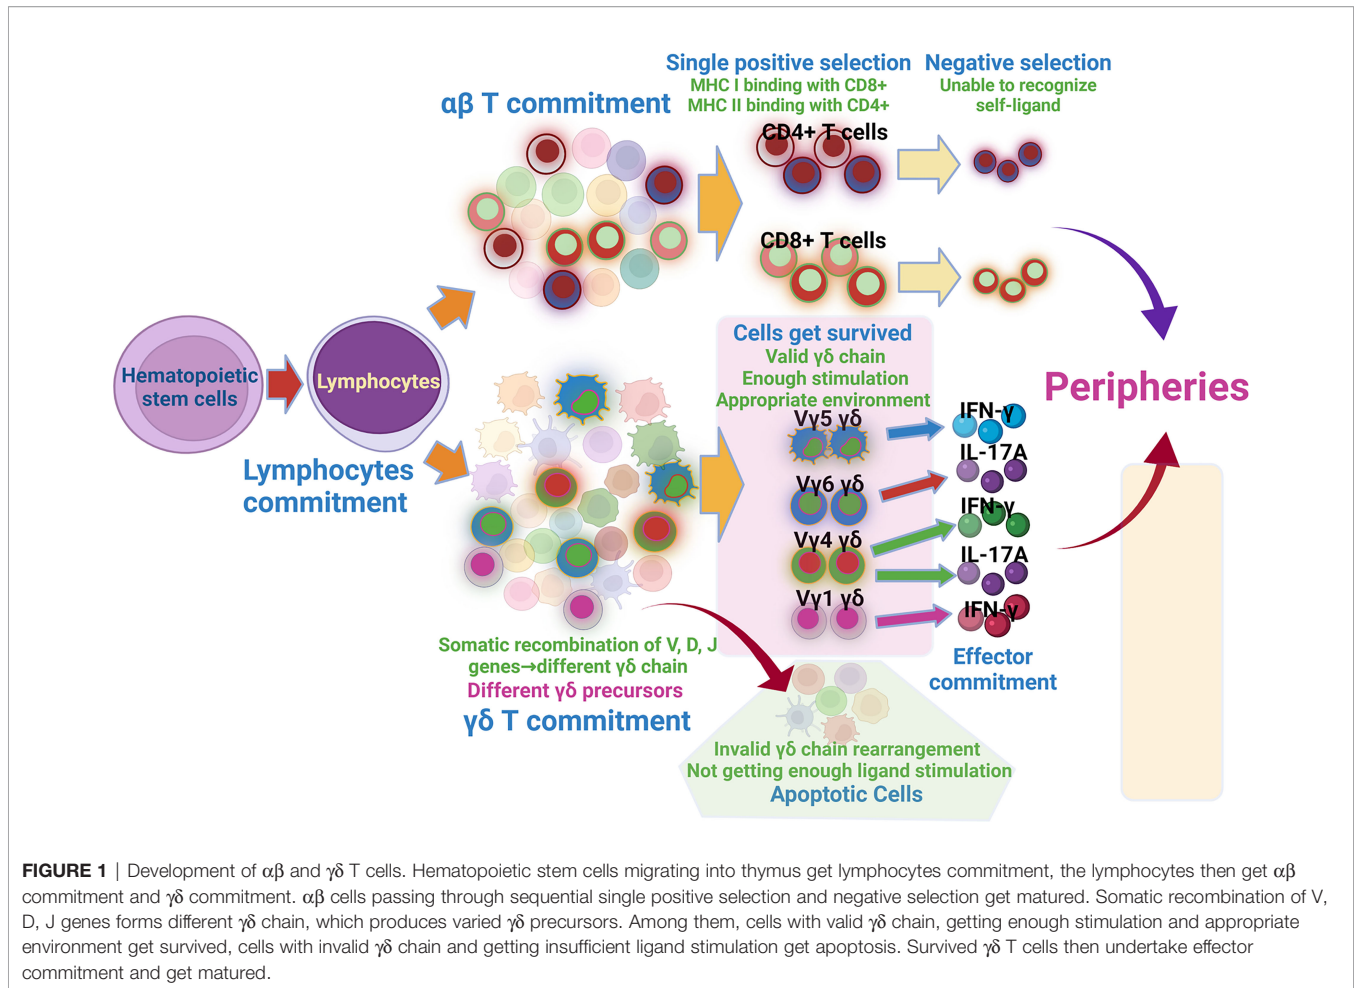 Single positive selection
MHC I binding with CD8+
MHC II binding with CD4+
Negative selection
Unable to recognize
self-ligand
αβ T commitment
CD4+ T cells
CD8+ T cells
Hematopoietic
stem cells
Lymphocytes
Lymphocytes
commitment
Cells get survived
Valid γδ chain
Enough stimulation
Appropriate environment
Vγ5 γδ
Vγ6 γδ
Vγ4 γδ
Vγ1 γδ
IFN-γ
IL-17A
IFN-γ
IL-17A
IFN-γ
Effector
commitment
Peripheries
Somatic recombination of V, D, J
genes→different γδ chain
Different γδ precursors
γδ T commitment
Invalid γδ chain rearrangement
Not getting enough ligand stimulation
Apoptotic Cells
FIGURE 1 | Development of αβ and γδ T cells. Hematopoietic stem cells migrating into thymus get lymphocytes commitment, the lymphocytes then get αβ
commitment and γδ commitment. αβ cells passing through sequential single positive selection and negative selection get matured. Somatic recombination of V,
D, J genes forms different γδ chain, which produces varied γδ precursors. Among them, cells with valid γδ chain, getting enough stimulation and appropriate
environment get survived, cells with invalid γδ chain and getting insufficient ligand stimulation get apoptosis. Survived γδ T cells then undertake effector
commitment and get matured.